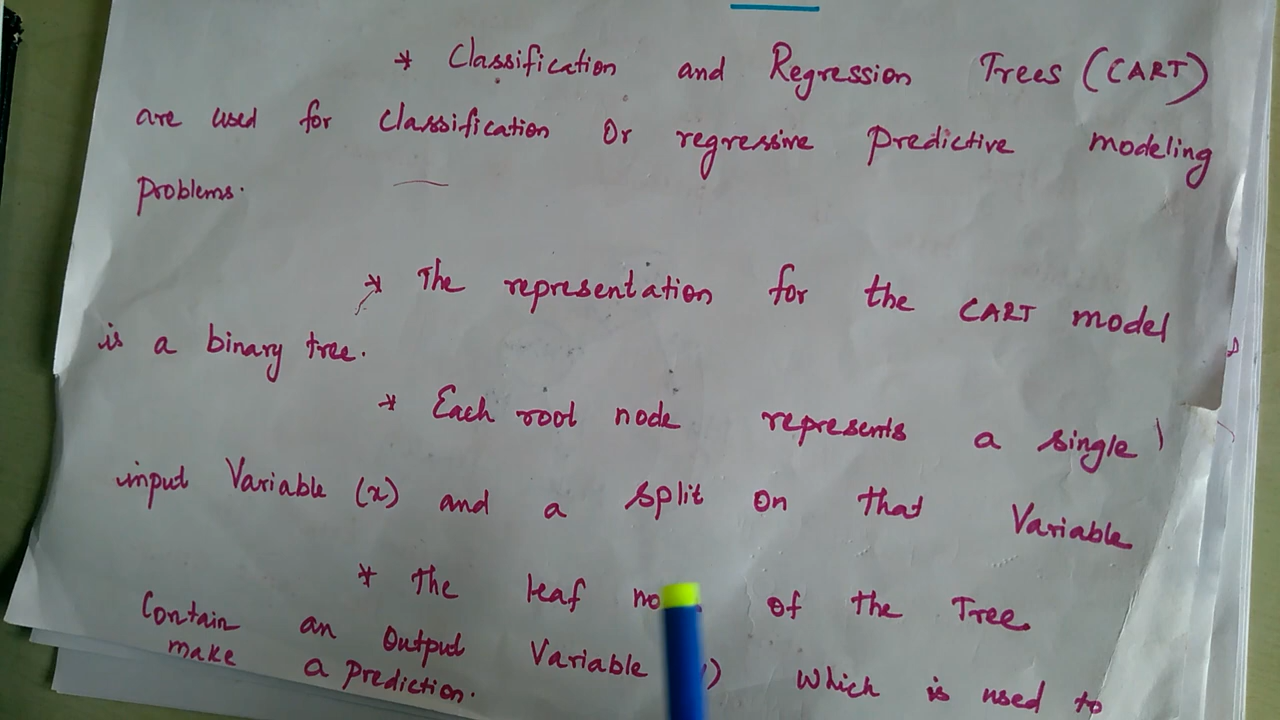 * Classification and Regression Trees (CART)
are used for classification Or regressive Predictive modeling
Problems.
* The representation for the CART model
is a binary tree.
* Each root node represents a single
input Variable (x) and a split on that Variable
* The leaf of the Tree
Contain an Output Variable which is used to
make a Prediction.